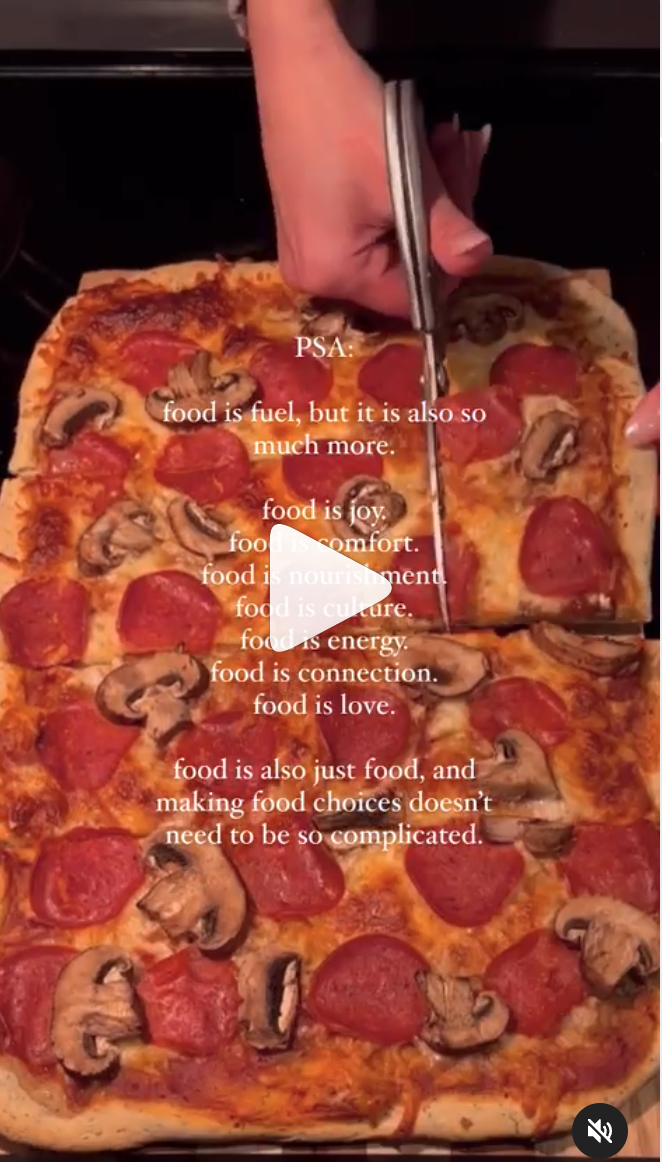 PSA:
food is fuel, but it is also so
much more.
food is joy.
food is comfort.
food is nourishment.
food is culture.
food is energy.
food is connection.
food is love.
food is also just food, and
making food choices doesn't
need to be so complicated.